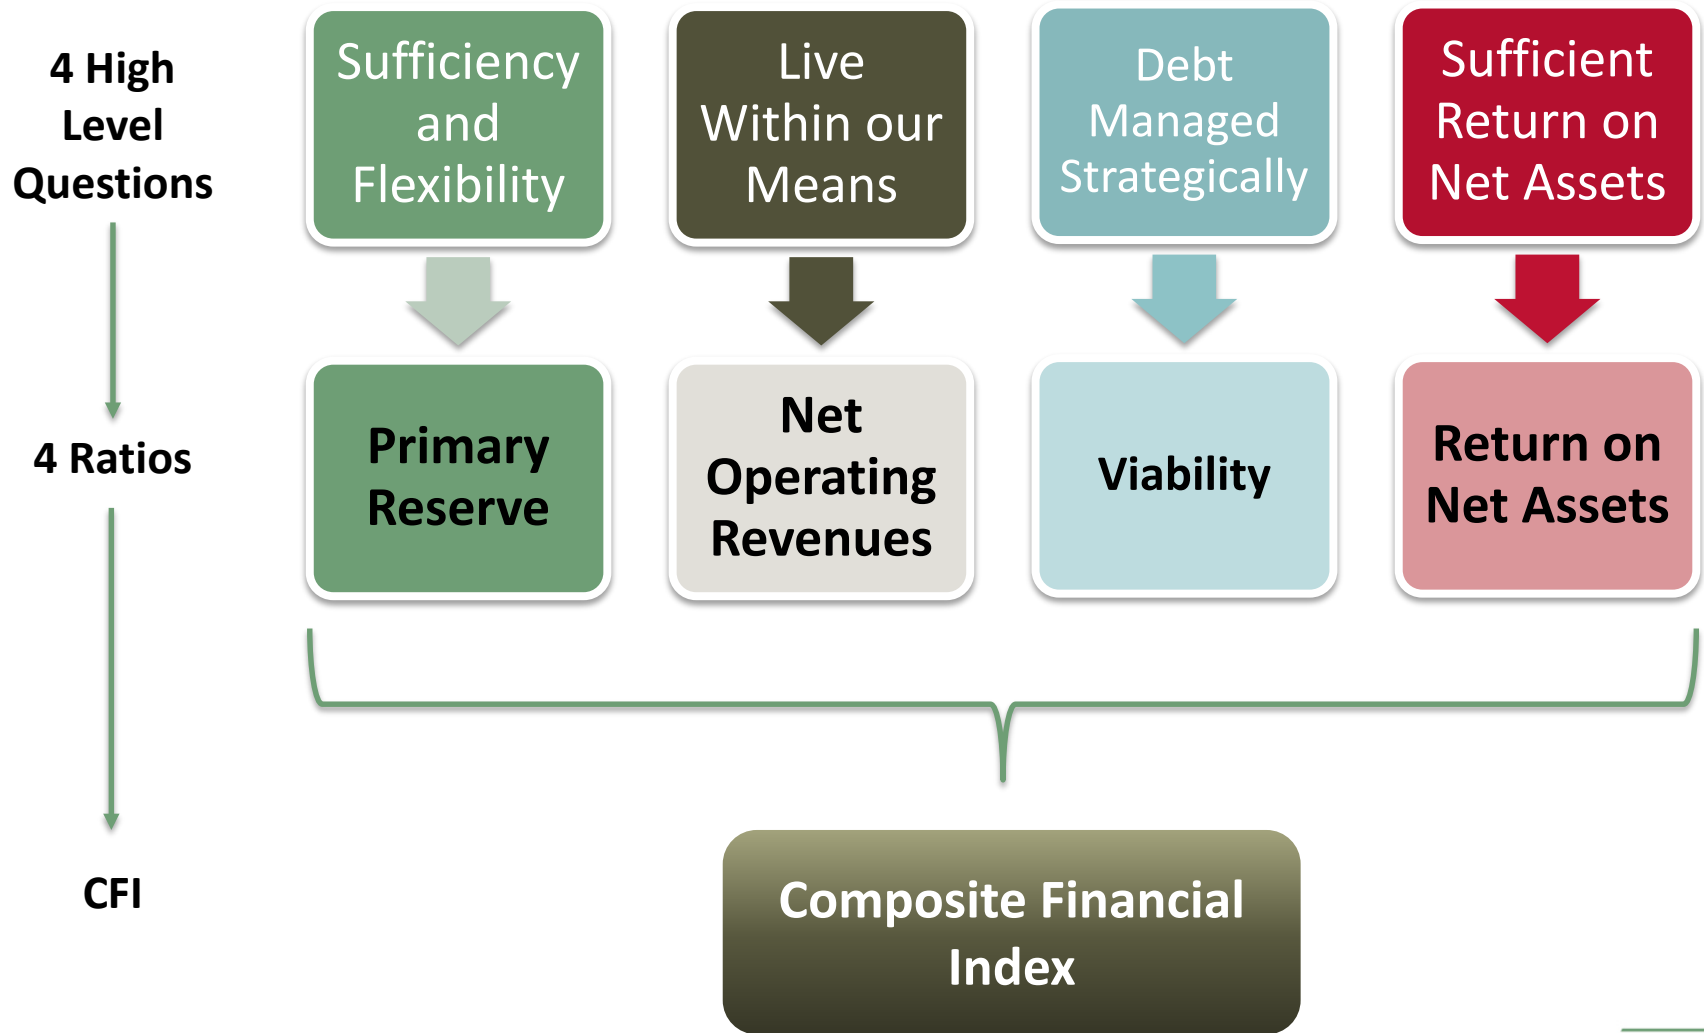 4 High
Level
Questions
Sufficiency
and
Flexibility
Live
Within our
Means
Debt
Managed
Strategically
Sufficient
Return on
Net Assets
4 Ratios
Primary
Reserve
Net
Operating
Revenues
Viability
Return on
Net Assets
CFI
Composite Financial
Index